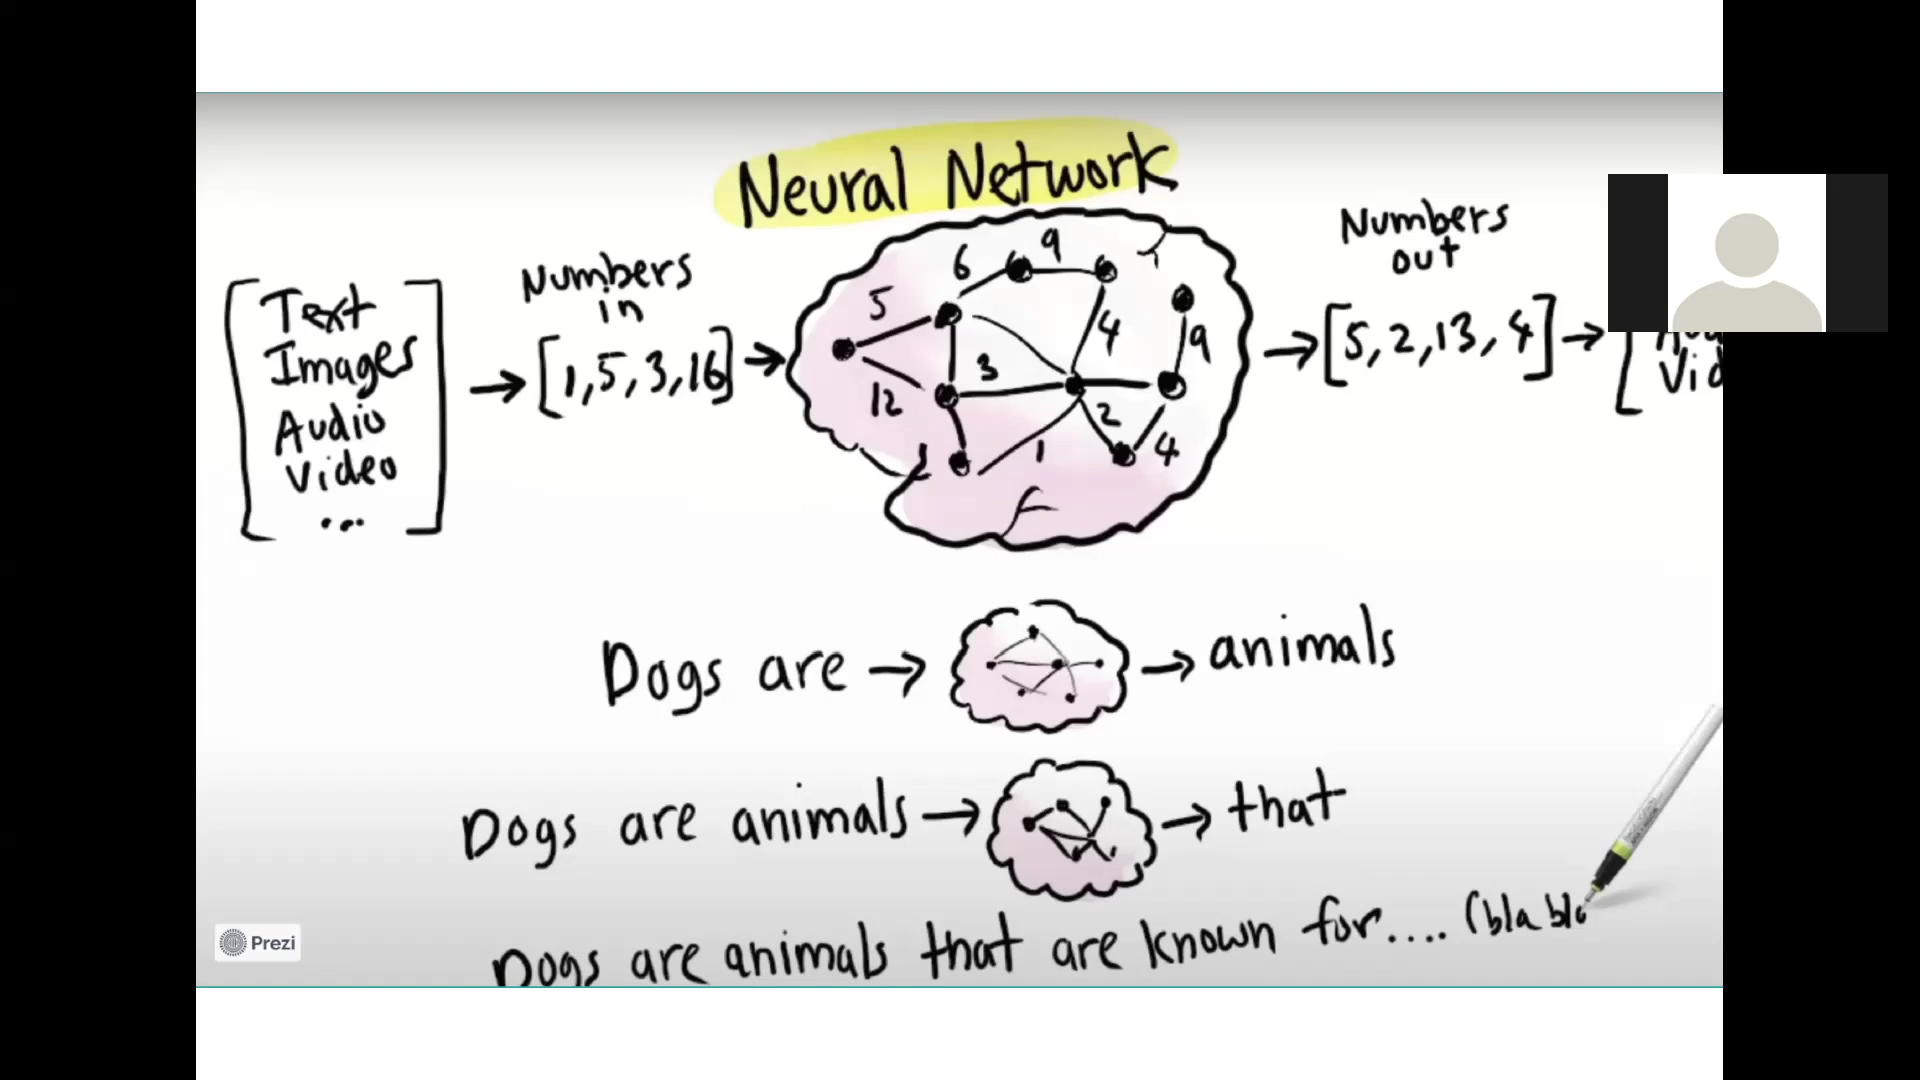 Neural Network
Text
Images
Audio
Video
...
Numbers
in
[1,5,3,16]
5
6
9
12
3
4
9
2
1
4
Numbers
out
[5,2,13,4]
Dogs are → animals
Dogs are animals → that
Dogs are animals that are known for.... (bla bla
Prezi